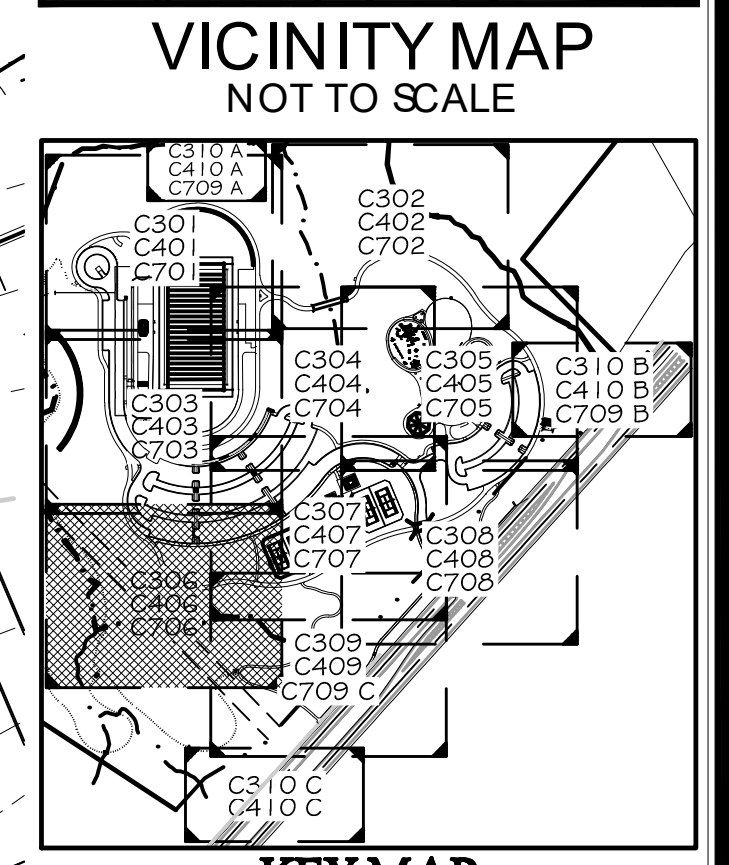 VICINITY MAP
NOT TO SCALE
C310 A
C410 A
C709 A
C301
C401
C701
C302
C402
C702
C304
C404
C704
C305
C405
C705
C310 B
C410 B
C709 B
C303
C403
C703
C307
C407
C707
C308
C408
C708
C306
C406
C706
C309
C409
C709 C
C310 C
C410 C
KEY MAP